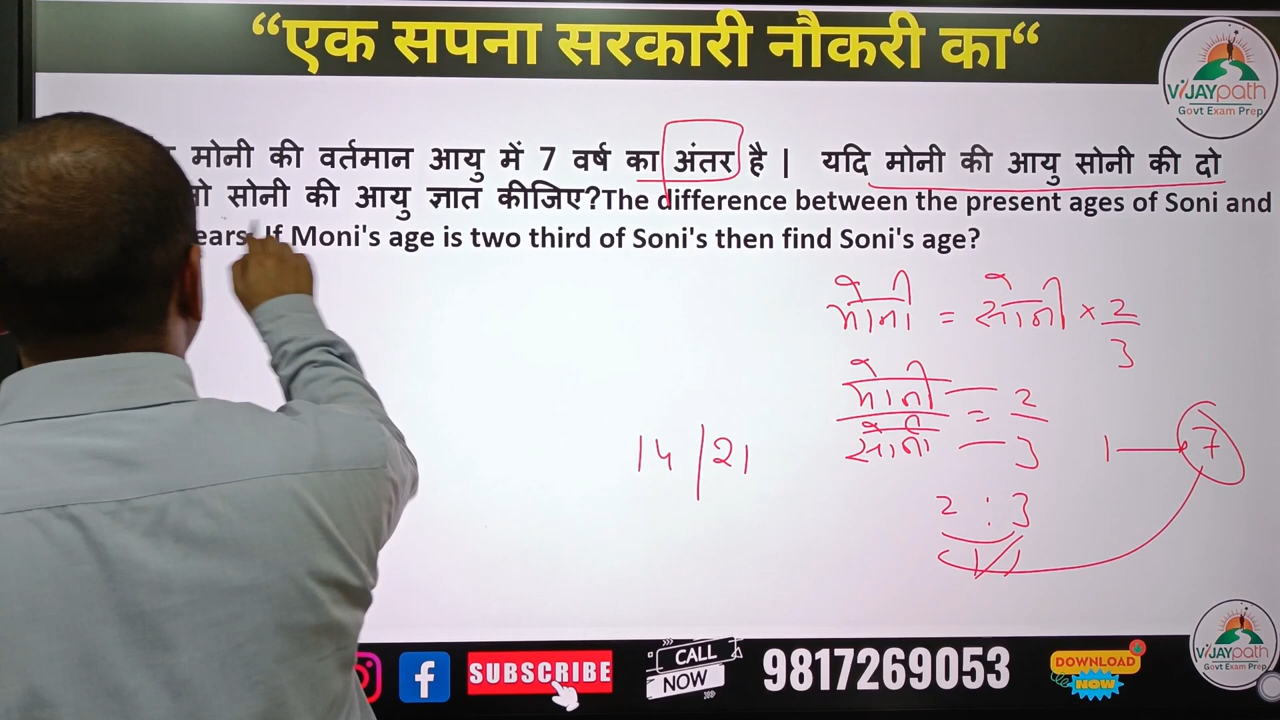 “एक सपना सरकारी नौकरी का“
ViJAYpath
Govt Exam Prep
मोनी की वर्तमान आयु में 7 वर्ष का अंतर है | यदि मोनी की आयु सोनी की दो
सोनी की आयु ज्ञात कीजिए?The difference between the present ages of Soni and
If Moni's age is two third of Soni's then find Soni's age?
मोनी = सोनी × 2/3
मोनी/सोनी = 2/3
14/21
1 7
2 : 3
1
SUBSCRIBE
CALL
NOW
9817269053
DOWNLOAD
NOW
ViJAYpath
Govt Exam Prep